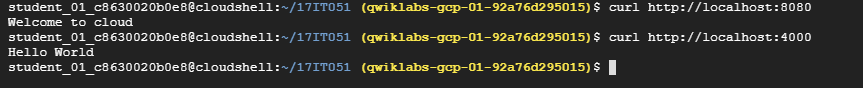 student_01_c8630020b0e8@cloudshell:~/17IT051 (qwiklabs-gcp-01-92a76d295015)$ curl http://localhost:8080
Welcome to cloud
student_01_c8630020b0e8@cloudshell:~/17IT051 (qwiklabs-gcp-01-92a76d295015)$ curl http://localhost:4000
Hello World
student_01_c8630020b0e8@cloudshell:~/17IT051 (qwiklabs-gcp-01-92a76d295015)$